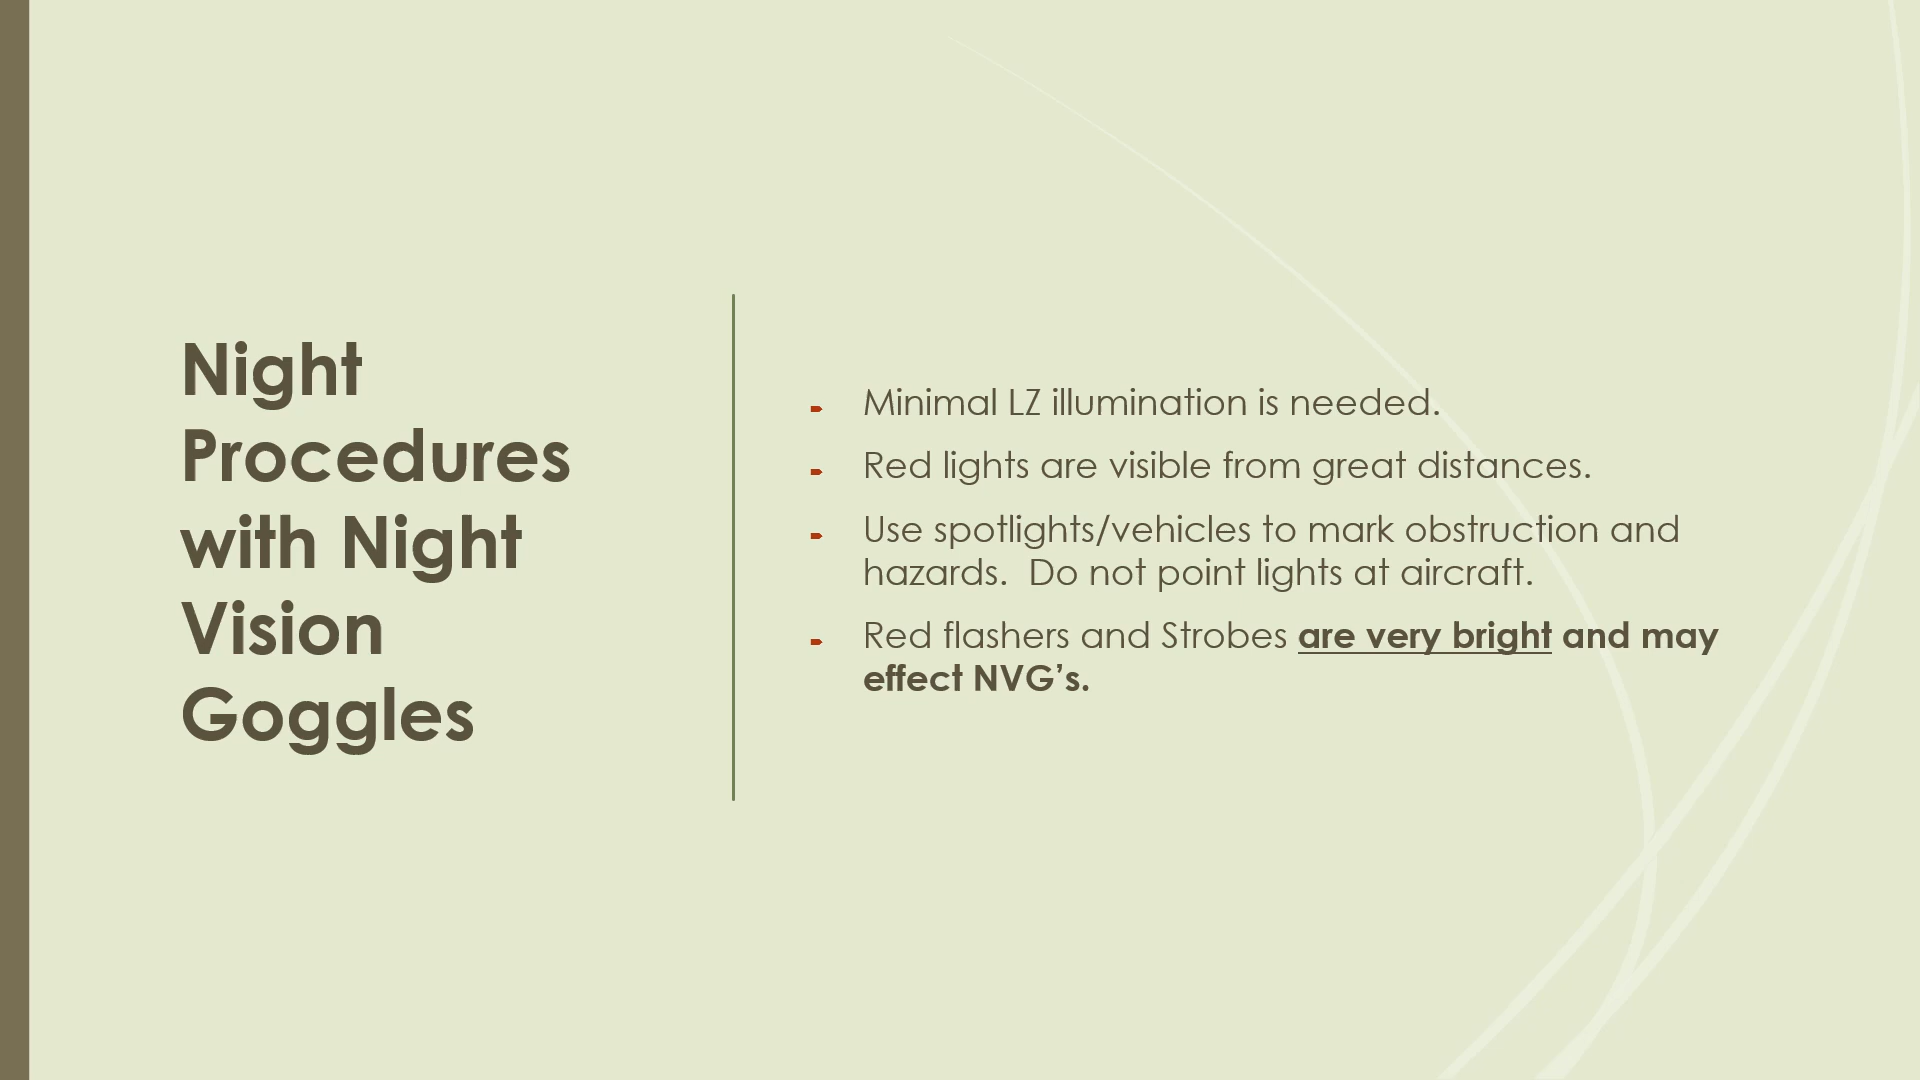 Night
Procedures
with Night
Vision
Goggles
Minimal LZ illumination is needed.
Red lights are visible from great distances.
Use spotlights/vehicles to mark obstruction and
hazards.  Do not point lights at aircraft.
Red flashers and Strobes are very bright and may
effect NVG’s.